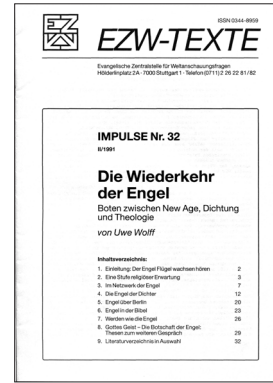 ISSN 0344-8959
EZW
EZW-TEXTE
Evangelische Zentralstelle für Weltanschauungsfragen
Hölderlinplatz 2A · 7000 Stuttgart 1 · Telefon (0711) 2 26 22 81/82
IMPULSE Nr. 32
II/1991
Die Wiederkehr
der Engel
Boten zwischen New Age, Dichtung
und Theologie
von Uwe Wolff
Inhaltsverzeichnis:
1. Einleitung: Der Engel Flügel wachsen hören 2
2. Eine Stufe religiöser Erwartung 3
3. Im Netzwerk der Engel 7
4. Die Engel der Dichter 12
5. Engel über Berlin 20
6. Engel in der Bibel 23
7. Werden wie die Engel 26
8. Gottes Geist – Die Botschaft der Engel:
Thesen zum weiteren Gespräch 29
9. Literaturverzeichnis in Auswahl 32